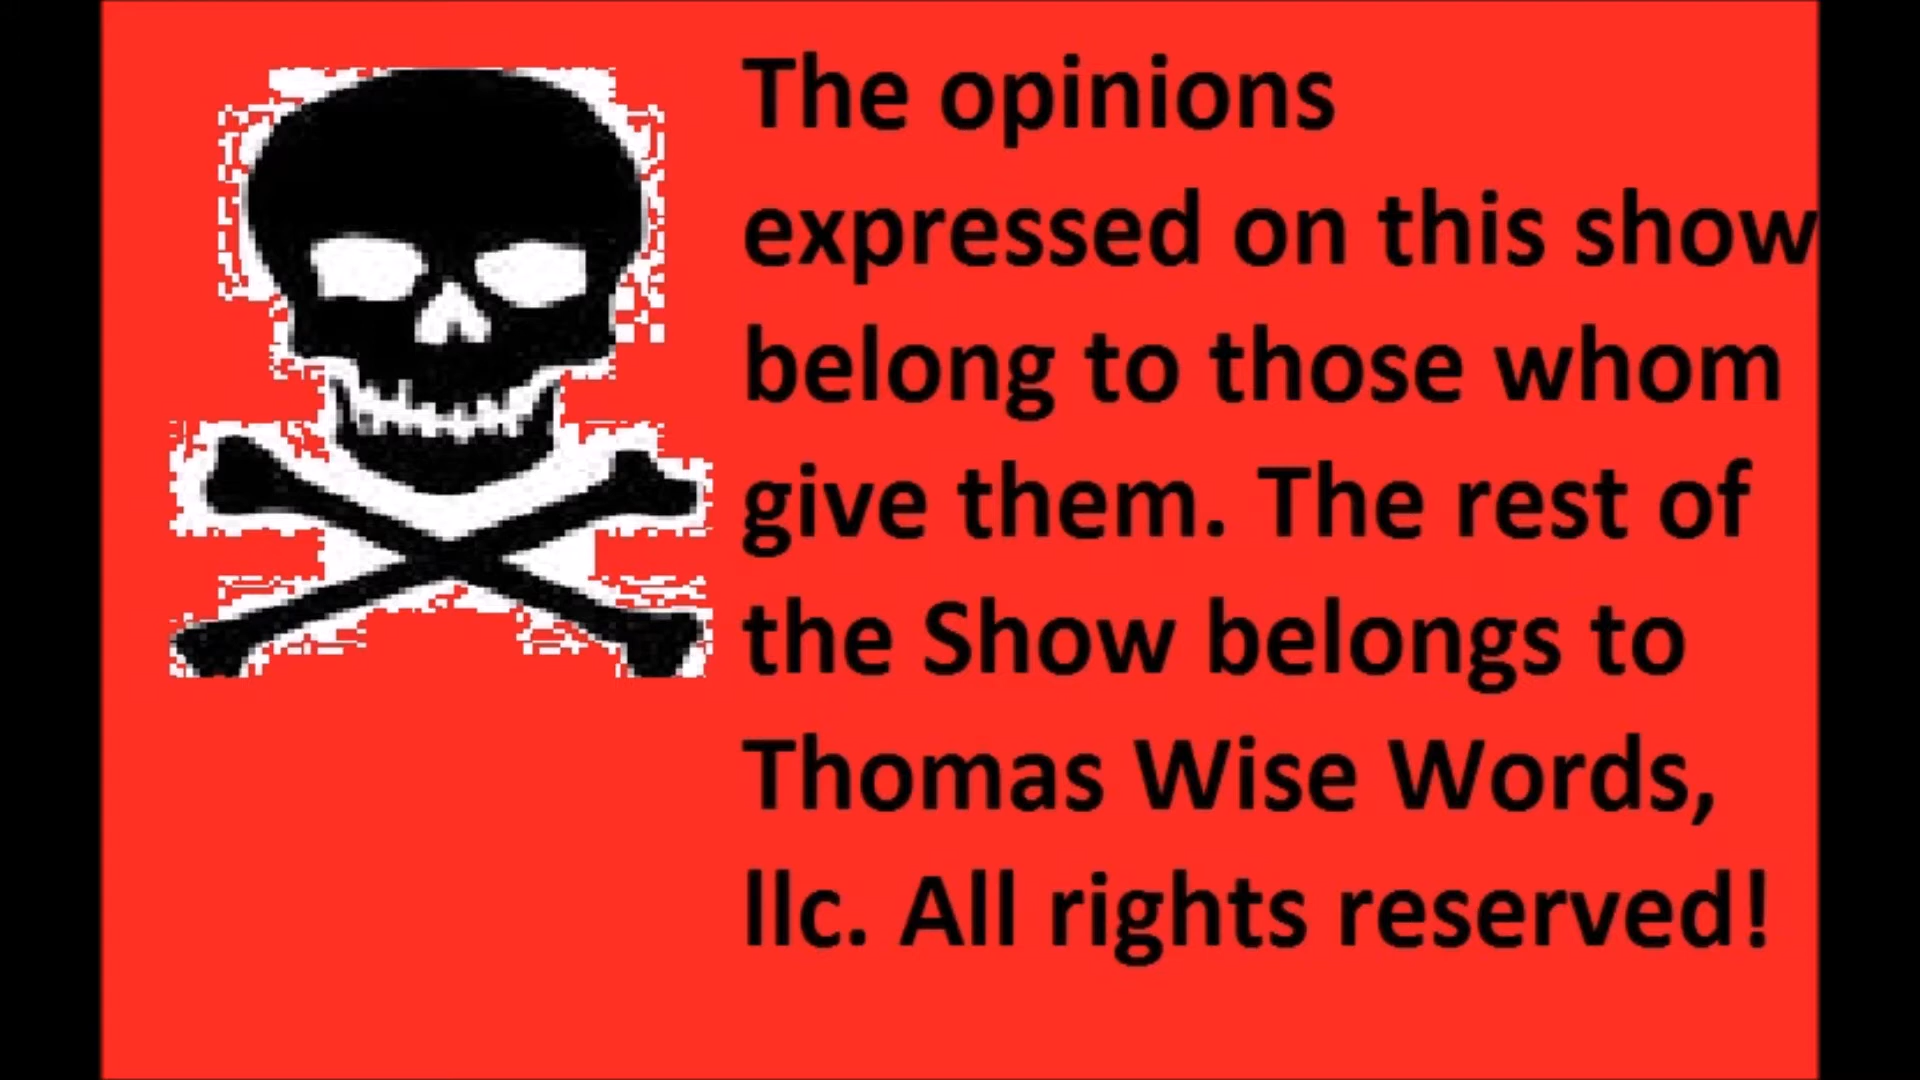 The opinions
expressed on this show
belong to those whom
give them. The rest of
the Show belongs to
Thomas Wise Words,
llc. All rights reserved!